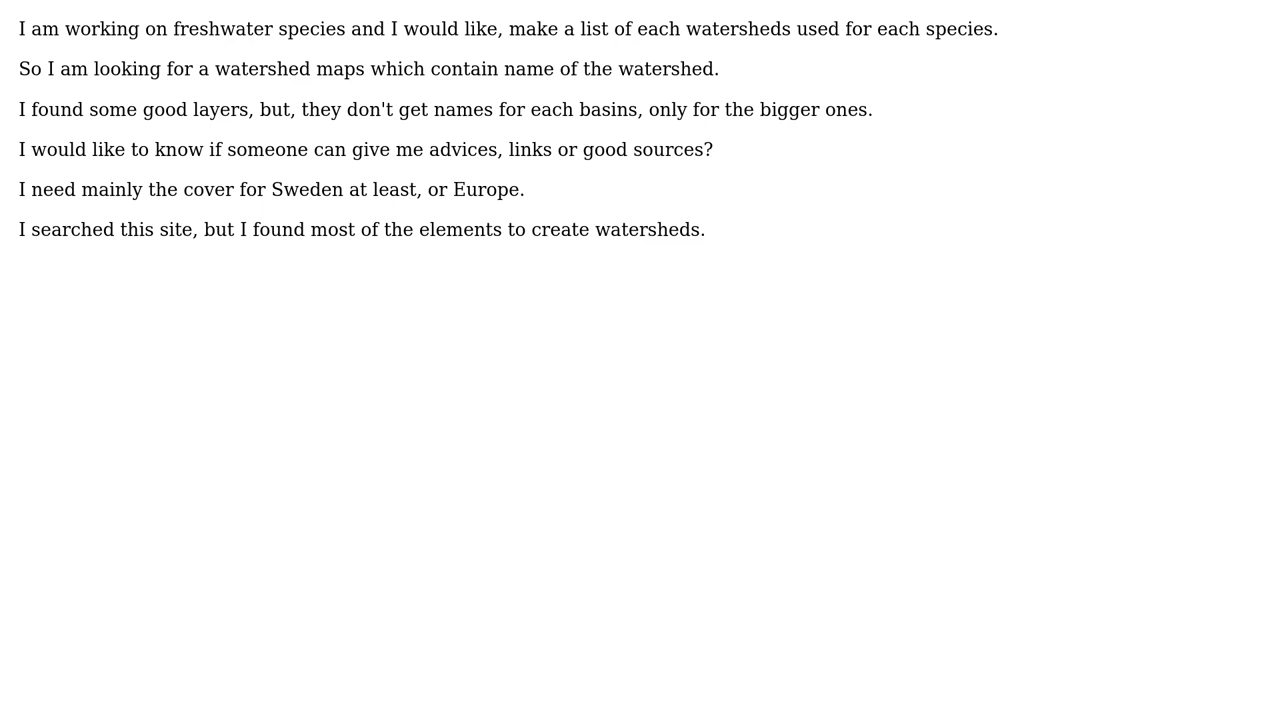 I am working on freshwater species and I would like, make a list of each watersheds used for each species.
So I am looking for a watershed maps which contain name of the watershed.
I found some good layers, but, they don't get names for each basins, only for the bigger ones.
I would like to know if someone can give me advices, links or good sources?
I need mainly the cover for Sweden at least, or Europe.
I searched this site, but I found most of the elements to create watersheds.